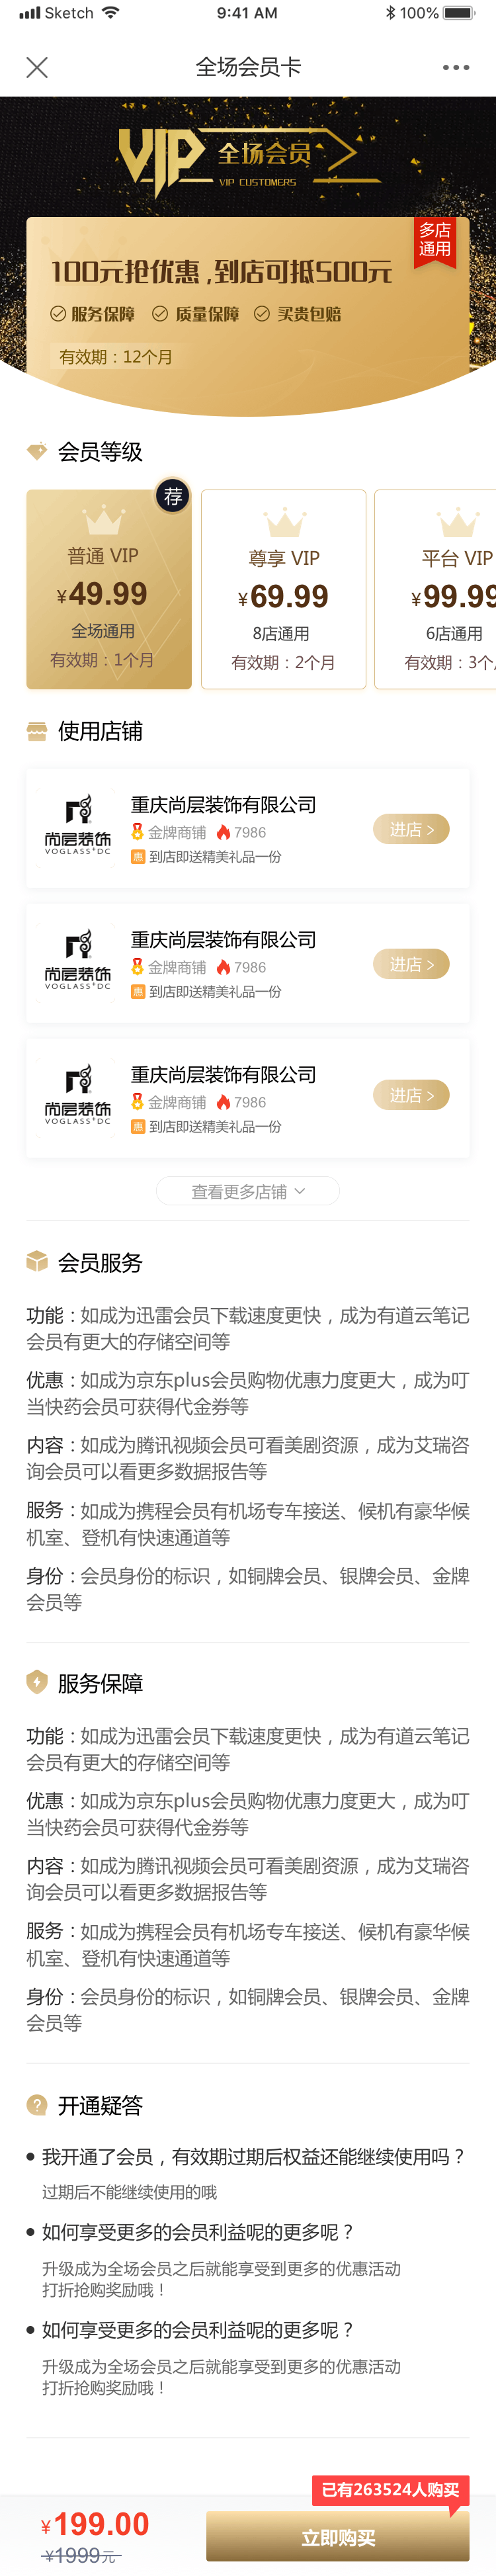 Sketch
9:41 AM
100%
全场会员卡
VIP 全场会员
VIP CUSTOMERS
多店
通用
100元抢优惠 ,到店可抵500元
服务保障 质量保障 买贵包赔
有效期：12个月
会员等级
荐
普通 VIP
¥49.99
全场通用
有效期：1个月
尊享 VIP
¥69.99
8店通用
有效期：2个月
平台 VIP
¥99.99
6店通用
有效期：3个
使用店铺
尚层装饰
VOGLASS+DC
重庆尚层装饰有限公司
金牌商铺 7986
惠 到店即送精美礼品一份
进店 >
尚层装饰
VOGLASS+DC
重庆尚层装饰有限公司
金牌商铺 7986
惠 到店即送精美礼品一份
进店 >
尚层装饰
VOGLASS+DC
重庆尚层装饰有限公司
金牌商铺 7986
惠 到店即送精美礼品一份
进店 >
查看更多店铺
会员服务
功能：如成为迅雷会员下载速度更快，成为有道云笔记
会员有更大的存储空间等
优惠：如成为京东plus会员购物优惠力度更大，成为叮
当快药会员可获得代金券等
内容：如成为腾讯视频会员可看美剧资源，成为艾瑞咨
询会员可以看更多数据报告等
服务：如成为携程会员有机场专车接送、候机有豪华候
机室、登机有快速通道等
身份：会员身份的标识，如铜牌会员、银牌会员、金牌
会员等
服务保障
功能：如成为迅雷会员下载速度更快，成为有道云笔记
会员有更大的存储空间等
优惠：如成为京东plus会员购物优惠力度更大，成为叮
当快药会员可获得代金券等
内容：如成为腾讯视频会员可看美剧资源，成为艾瑞咨
询会员可以看更多数据报告等
服务：如成为携程会员有机场专车接送、候机有豪华候
机室、登机有快速通道等
身份：会员身份的标识，如铜牌会员、银牌会员、金牌
会员等
开通疑答
• 我开通了会员，有效期过期后权益还能继续使用吗？
过期后不能继续使用的哦
• 如何享受更多的会员利益呢的更多呢？
升级成为全场会员之后就能享受到更多的优惠活动
打折抢购奖励哦！
• 如何享受更多的会员利益呢的更多呢？
升级成为全场会员之后就能享受到更多的优惠活动
打折抢购奖励哦！
已有263524人购买
¥199.00
¥1999元
立即购买